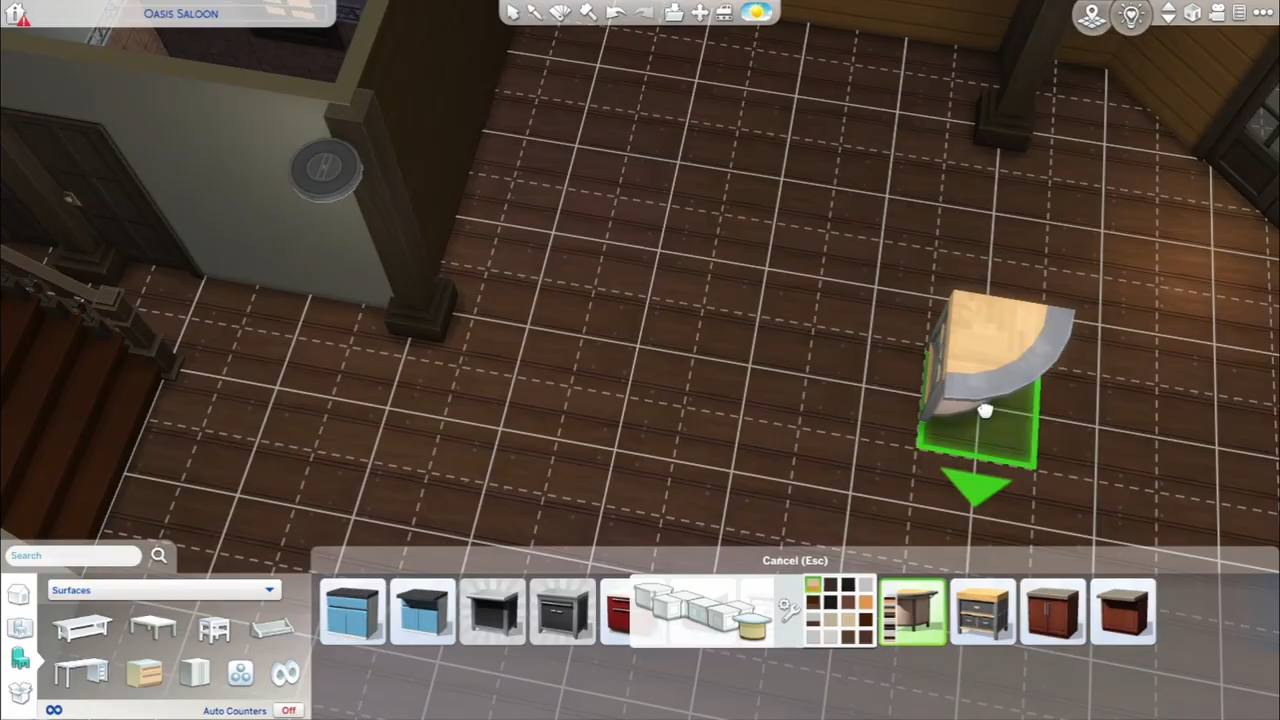 OASIS SALOON
Cancel (Esc)
Search
Surfaces
Auto Counters
Off